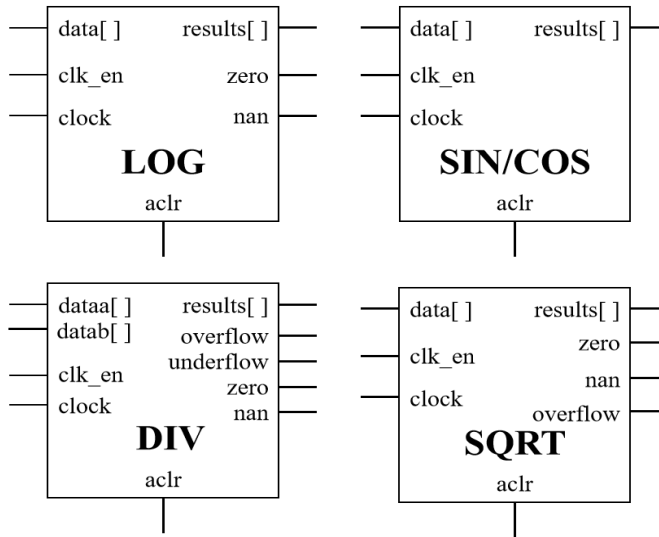 data[ ] results[ ]
clk_en zero
clock nan
LOG
aclr
data[ ] results[ ]
clk_en
clock
SIN/COS
aclr
dataa[ ] results[ ]
datab[ ] overflow
underflow
clk_en zero
clock nan
DIV
aclr
data[ ] results[ ]
zero
clk_en nan
clock overflow
SQRT
aclr